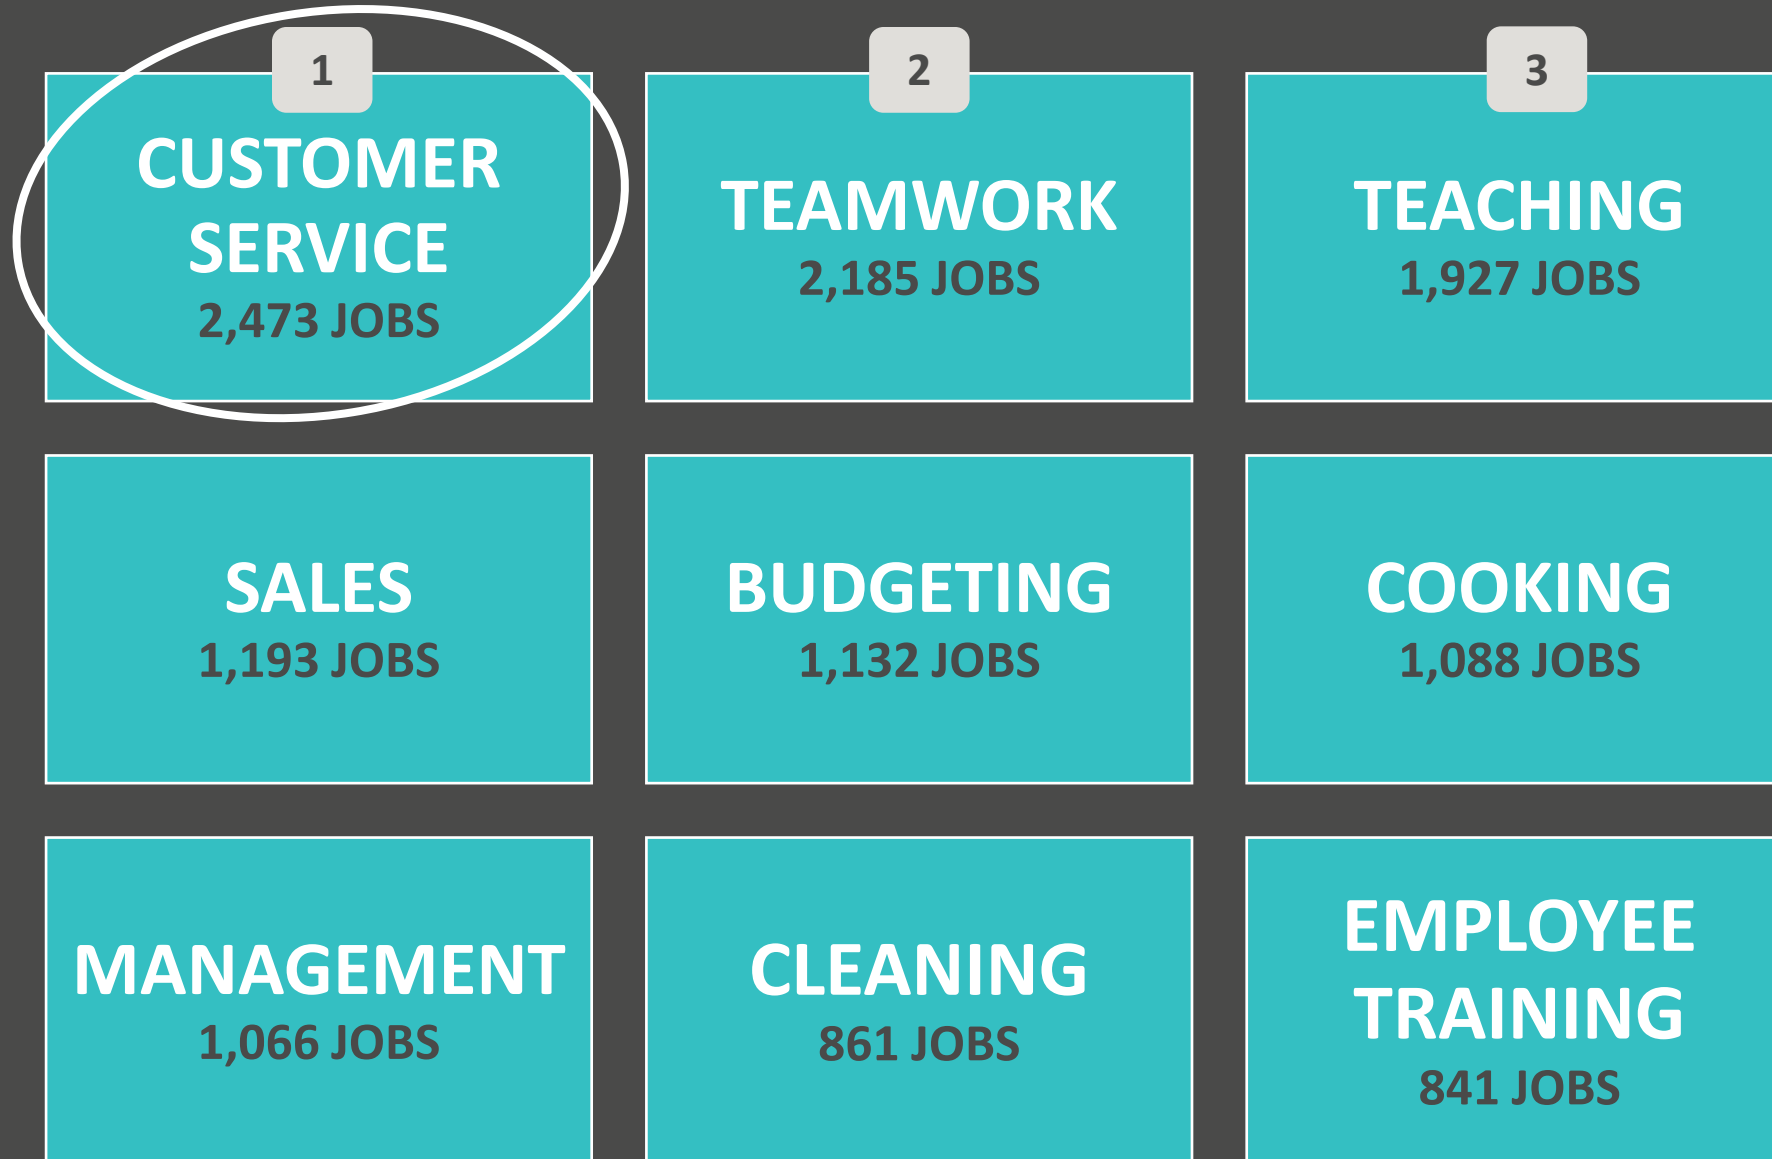 1
CUSTOMER
SERVICE
2,473 JOBS
2
TEAMWORK
2,185 JOBS
3
TEACHING
1,927 JOBS
SALES
1,193 JOBS
BUDGETING
1,132 JOBS
COOKING
1,088 JOBS
MANAGEMENT
1,066 JOBS
CLEANING
861 JOBS
EMPLOYEE
TRAINING
841 JOBS